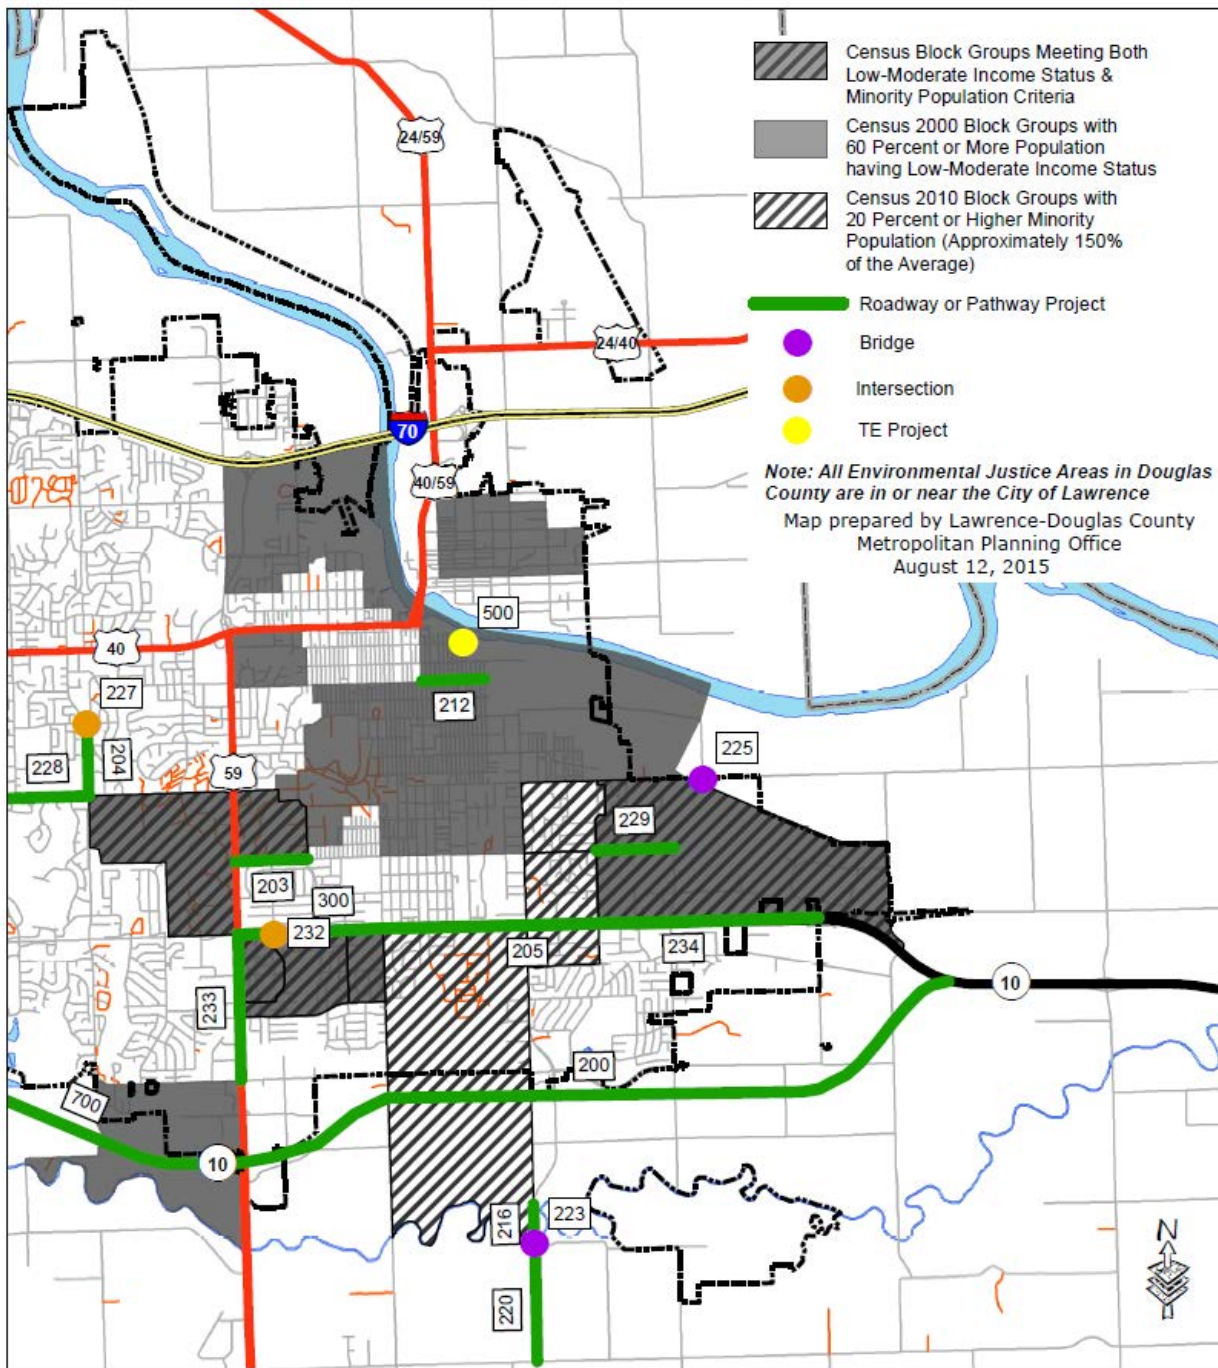 Census Block Groups Meeting Both
Low-Moderate Income Status &
Minority Population Criteria
Census 2000 Block Groups with
60 Percent or More Population
having Low-Moderate Income Status
Census 2010 Block Groups with
20 Percent or Higher Minority
Population (Approximately 150%
of the Average)
Roadway or Pathway Project
Bridge
Intersection
TE Project
Note: All Environmental Justice Areas in Douglas
County are in or near the City of Lawrence
Map prepared by Lawrence-Douglas County
Metropolitan Planning Office
August 12, 2015
24/59
24/40
70
40/59
500
40
227
212
204
228
59
225
229
203
300
232
205
234
233
10
200
700
10
216
223
220
N